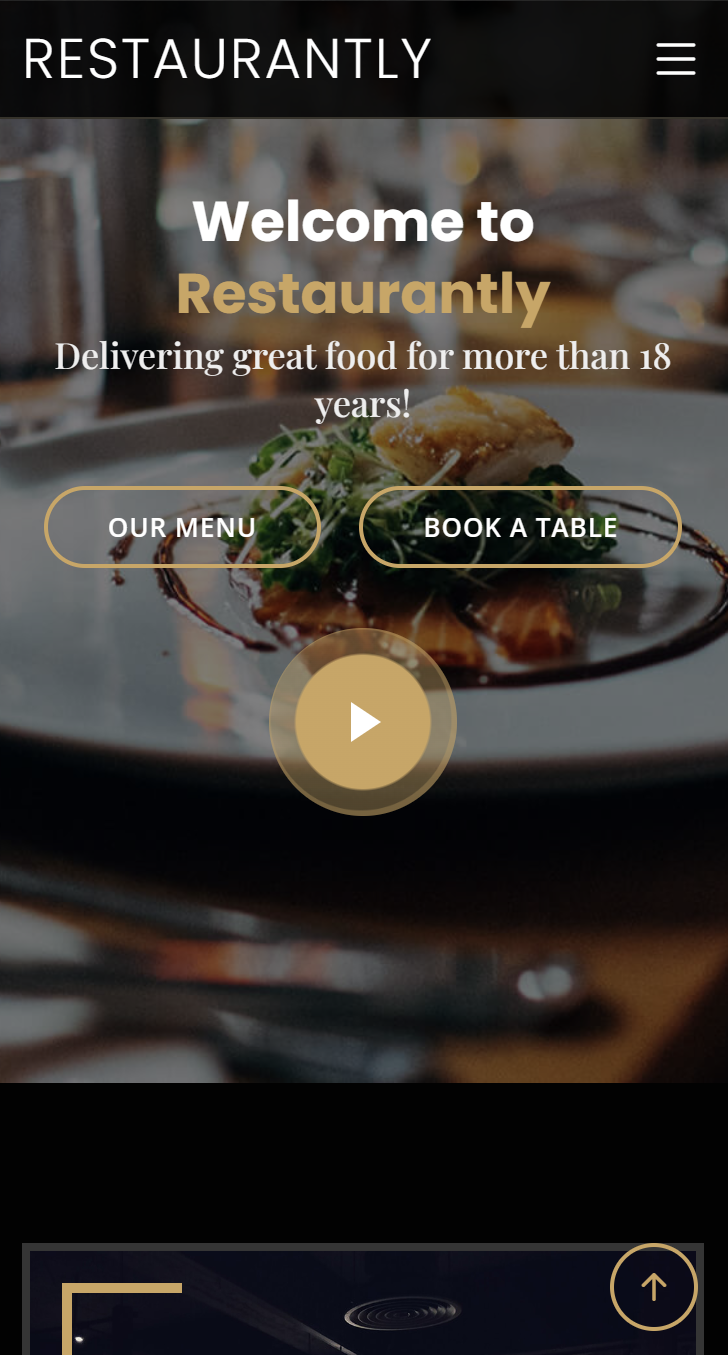 RESTAURANTLY
Welcome to
Restaurantly
Delivering great food for more than 18
years!
OUR MENU
BOOK A TABLE